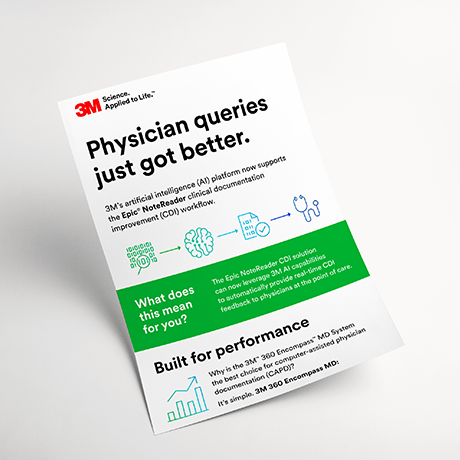 3M Science.
Applied to Life.™
Physician queries
just got better.
3M's artificial intelligence (AI) platform now supports
the Epic® NoteReader clinical documentation
improvement (CDI) workflow.
What does
this mean
for you?
The Epic NoteReader CDI solution
can now leverage 3M AI capabilities
to automatically provide real-time CDI
feedback to physicians at the point of care.
Built for performance
Why is the 3M™ 360 Encompass™ MD System
the best choice for computer-assisted physician
documentation (CAPD)?
It's simple. 3M 360 Encompass MD: